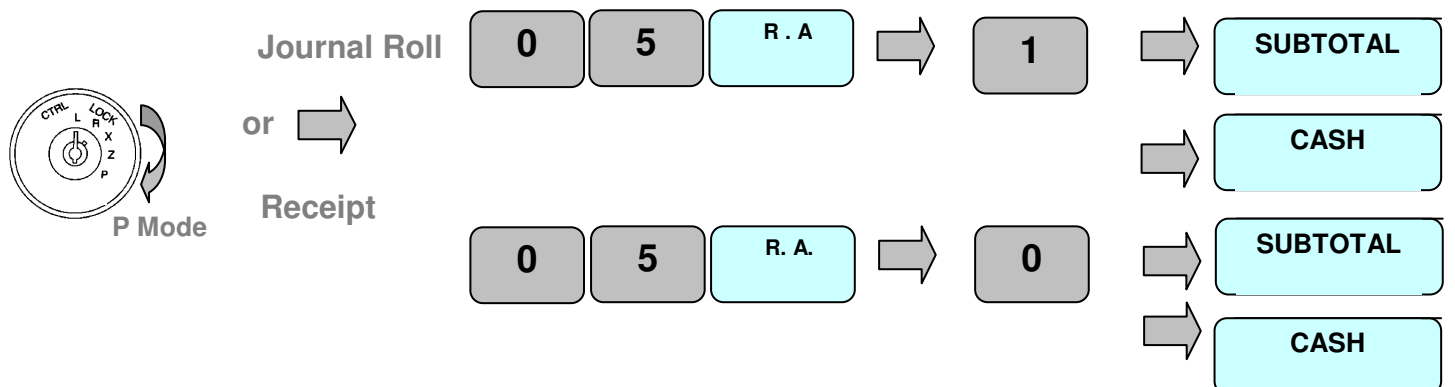 Journal Roll
0 5 R . A 1 SUBTOTAL
CTRL L LOCK R X Z P
or
CASH
Receipt
P Mode
0 5 R. A. 0 SUBTOTAL
CASH